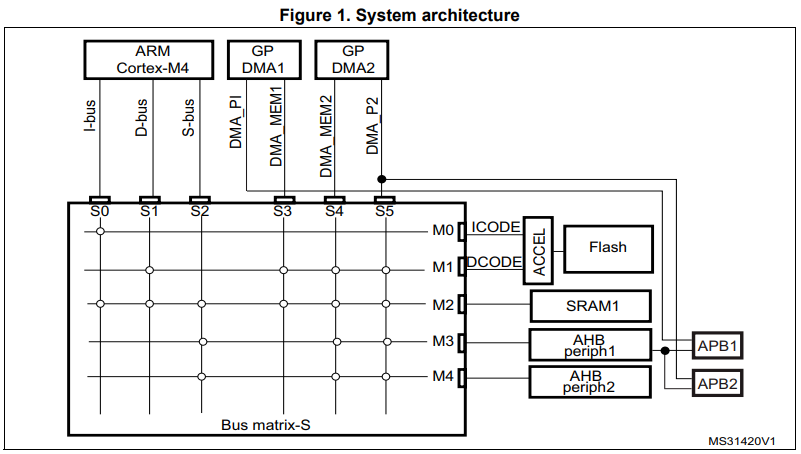 Figure 1. System architecture
ARM
Cortex-M4
GP
DMA1
GP
DMA2
I-bus
D-bus
S-bus
DMA_PI
DMA_MEM1
DMA_MEM2
DMA_P2
S0
S1
S2
S3
S4
S5
M0
ICODE
M1
DCODE
ACCEL
Flash
M2
SRAM1
M3
AHB
periph1
APB1
M4
AHB
periph2
APB2
Bus matrix-S
MS31420V1